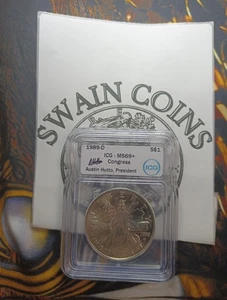 SWAIN COINS
1989-D S$1
ICG - MS69+
Congress
Austin Hutto, President
ICG